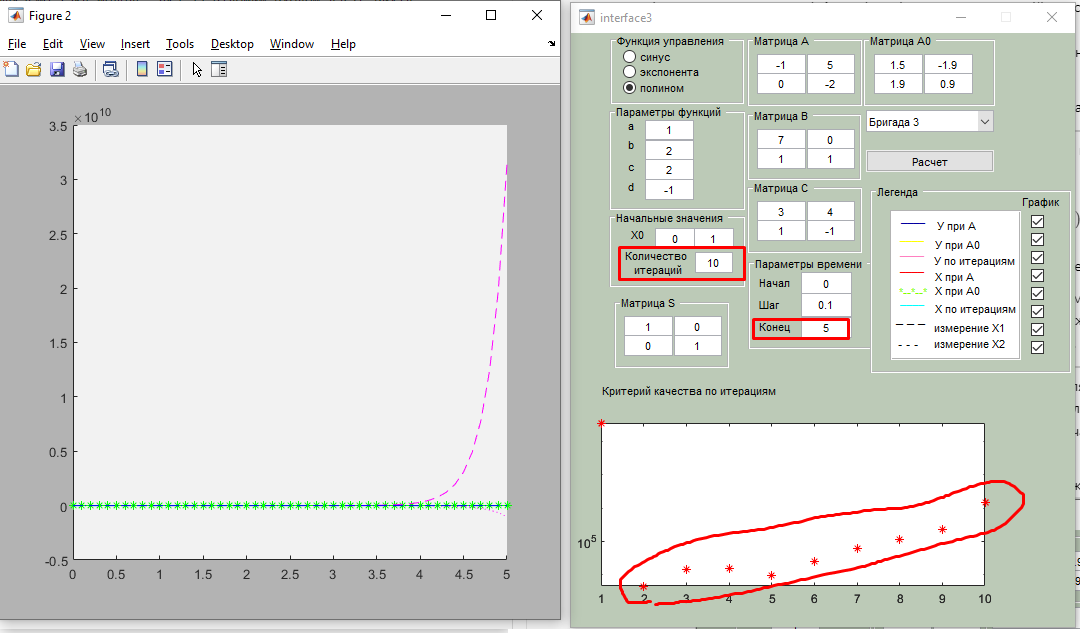 Figure 2
File Edit View Insert Tools Desktop Window Help
×10^10
3.5
3
2.5
2
1.5
1
0.5
0
-0.5
0 0.5 1 1.5 2 2.5 3 3.5 4 4.5 5
interface3
Функция управления
синус
экспонента
полином
Матрица А
-1 5
0 -2
Матрица А0
1.5 -1.9
1.9 0.9
Параметры функций
a 1
b 2
c 2
d -1
Матрица В
7 0
1 1
Бригада 3
Расчет
Матрица С
3 4
1 -1
Начальные значения
X0 0 1
Количество
итераций 10
Параметры времени
Начал 0
Шаг 0.1
Конец 5
Матрица S
1 0
0 1
Легенда
График
У при А
У при А0
У по итерациям
Х при А
Х при А0
Х по итерациям
измерение Х1
измерение Х2
Критерий качества по итерациям
10^5
1 2 3 4 5 6 7 8 9 10